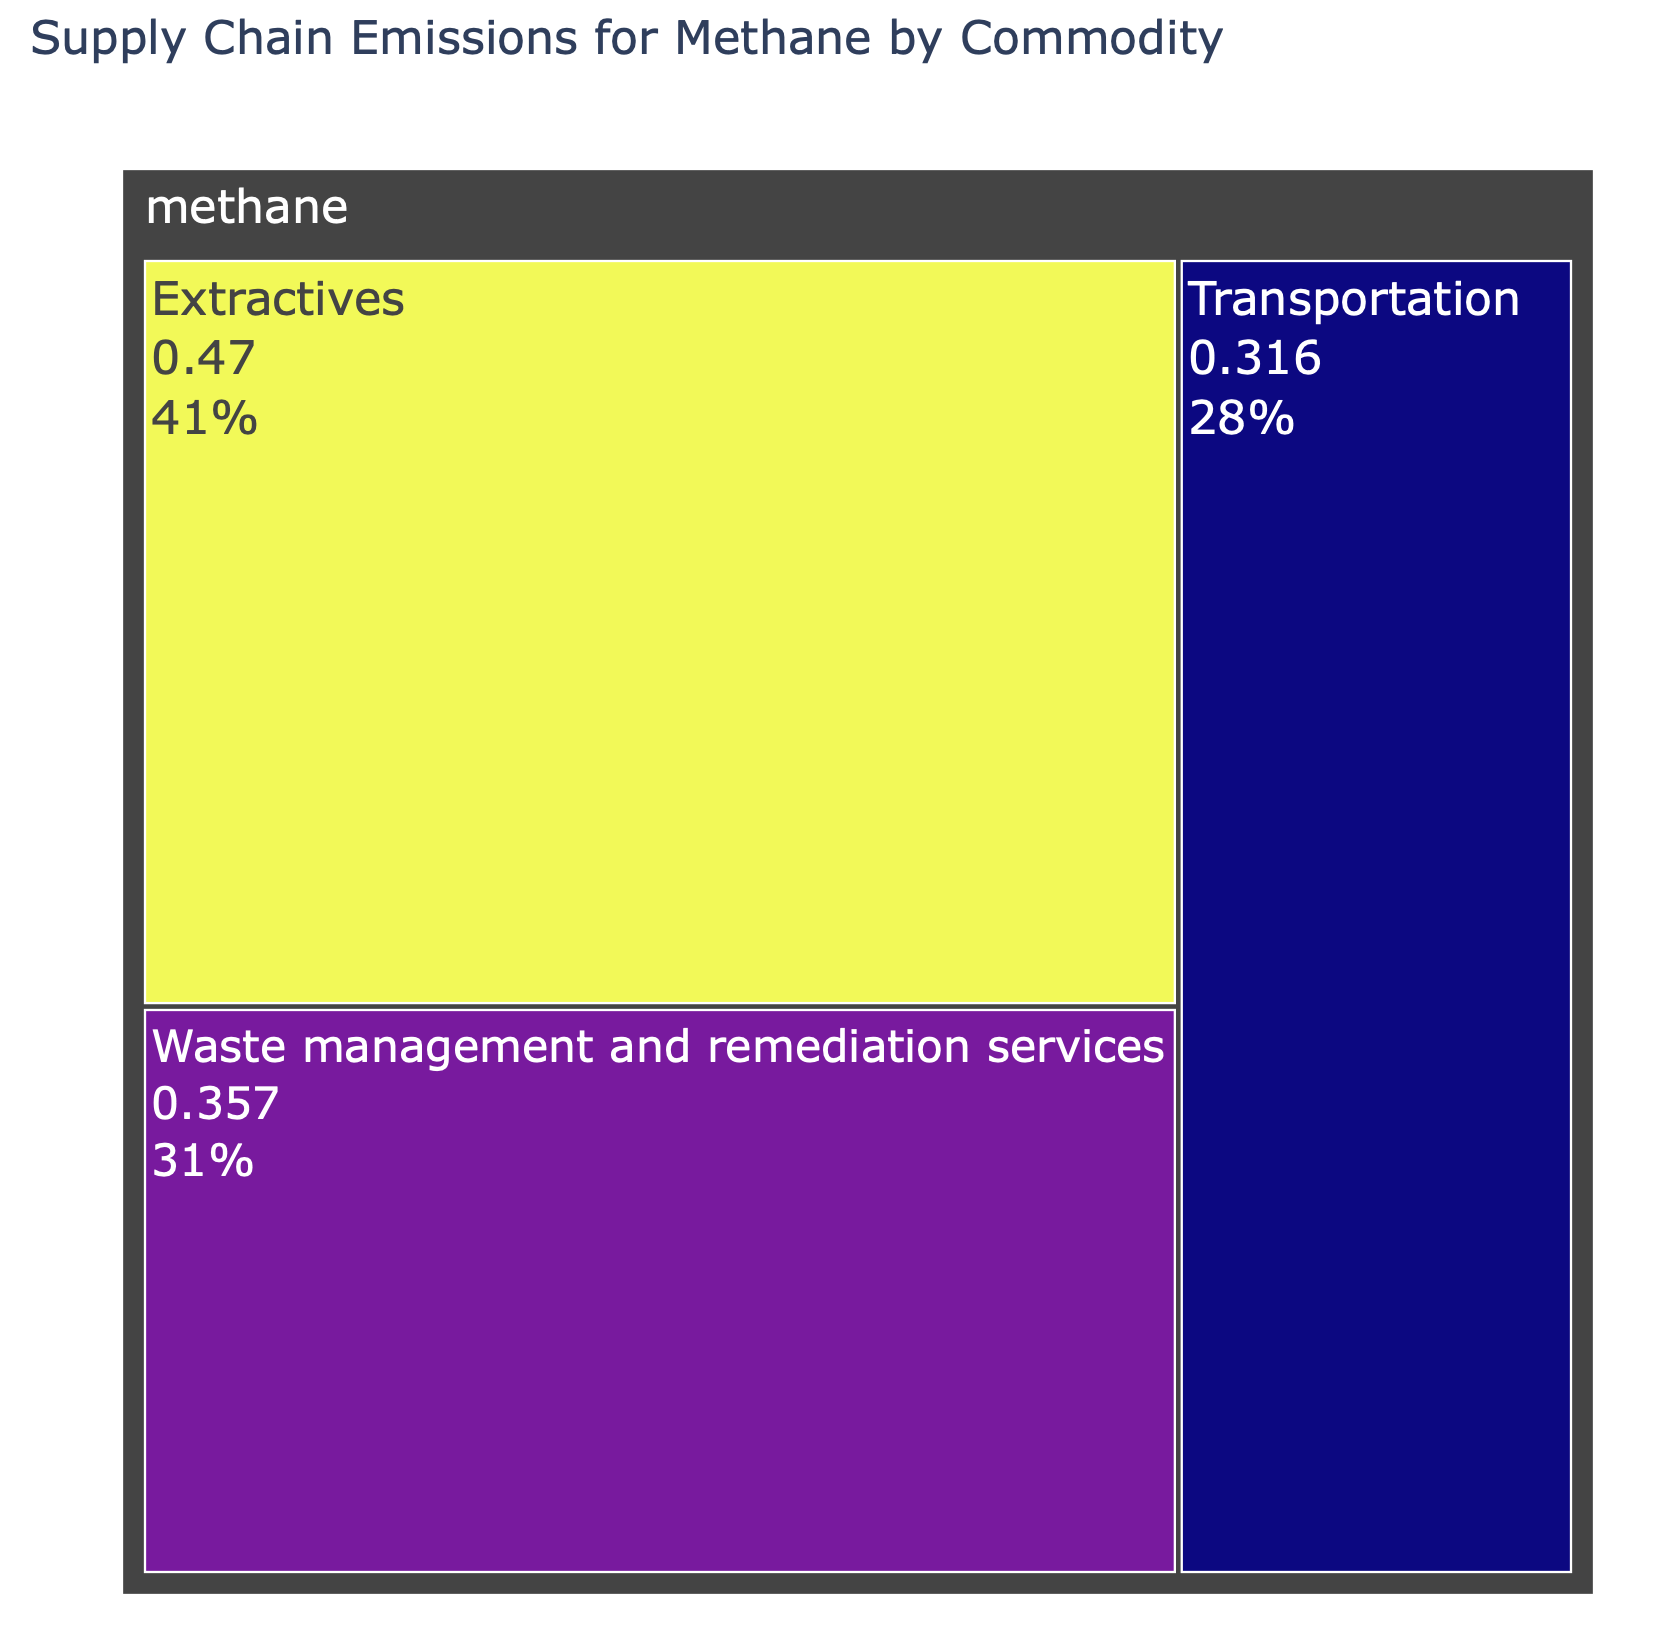 Supply Chain Emissions for Methane by Commodity
methane
Extractives
0.47
41%
Transportation
0.316
28%
Waste management and remediation services
0.357
31%